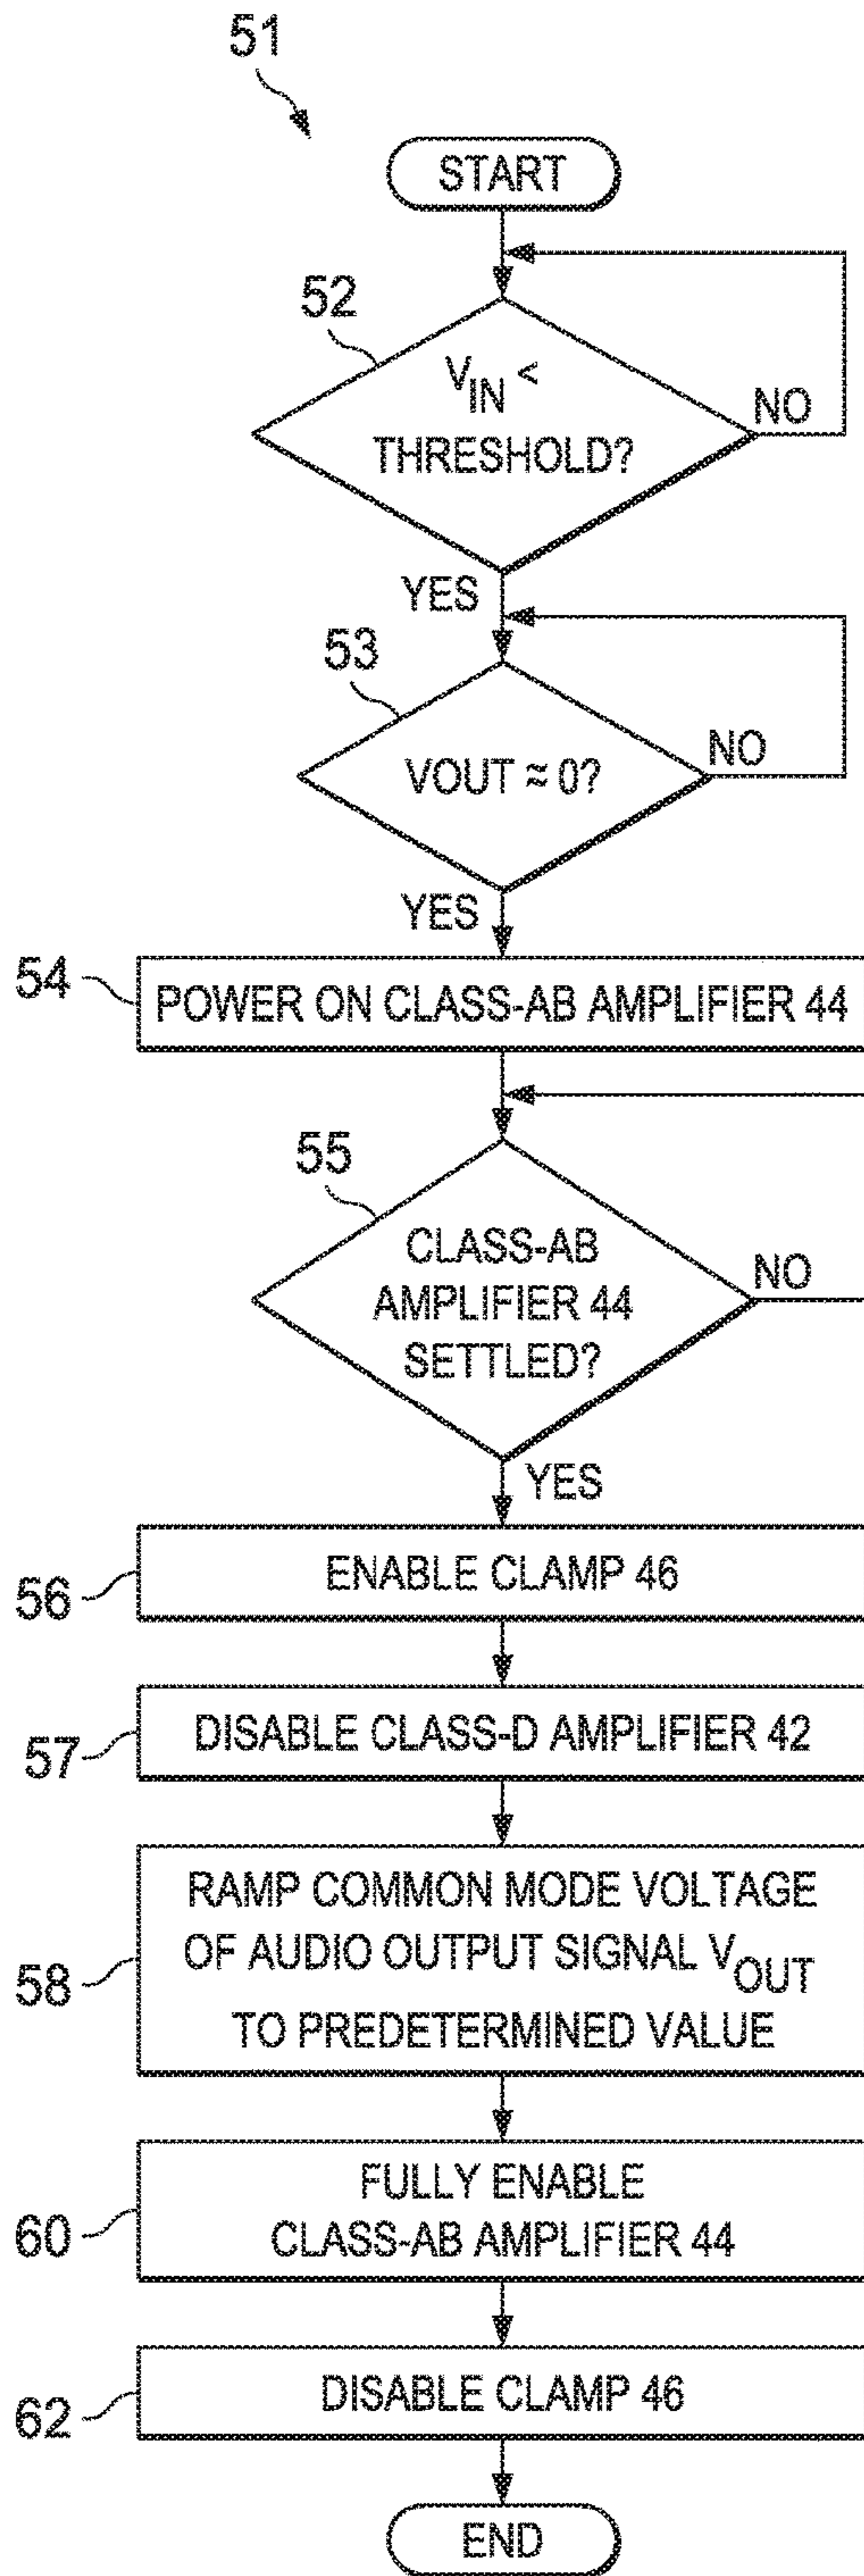 51
START
52
V_IN <
THRESHOLD?
NO
YES
53
VOUT ≈ 0?
NO
YES
54
POWER ON CLASS-AB AMPLIFIER 44
55
CLASS-AB
AMPLIFIER 44
SETTLED?
NO
YES
56
ENABLE CLAMP 46
57
DISABLE CLASS-D AMPLIFIER 42
58
RAMP COMMON MODE VOLTAGE
OF AUDIO OUTPUT SIGNAL V_OUT
TO PREDETERMINED VALUE
60
FULLY ENABLE
CLASS-AB AMPLIFIER 44
62
DISABLE CLAMP 46
END